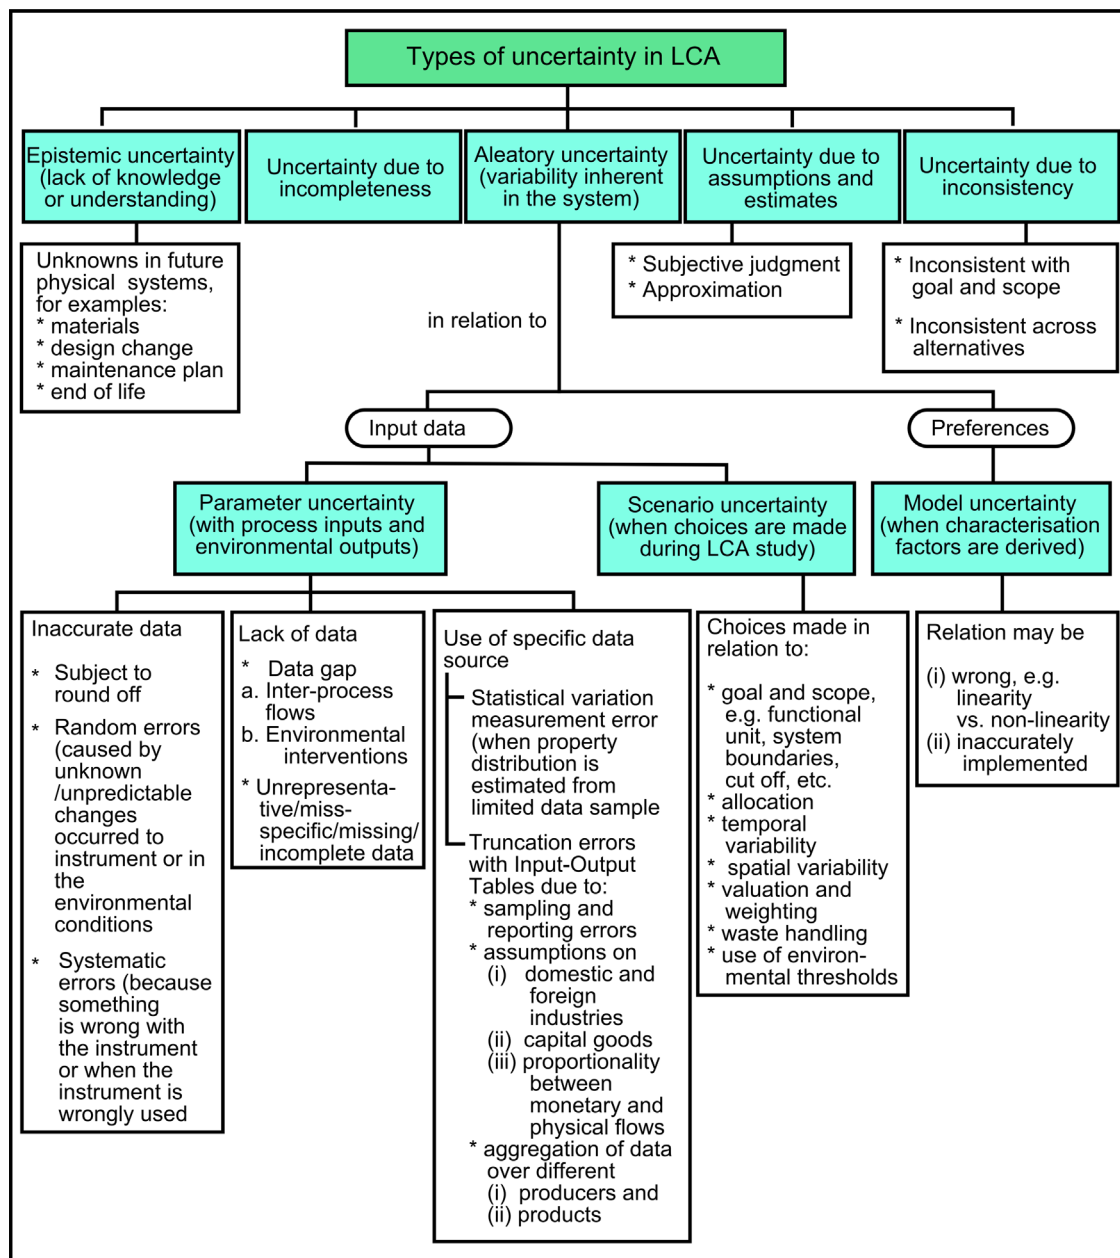 Types of uncertainty in LCA
Epistemic uncertainty
(lack of knowledge
or understanding)
Uncertainty due to
incompleteness
Aleatory uncertainty
(variability inherent
in the system)
Uncertainty due to
assumptions and
estimates
Uncertainty due to
inconsistency
Unknowns in future
physical systems,
for examples:
* materials
* design change
* maintenance plan
* end of life
* Subjective judgment
* Approximation
* Inconsistent with
goal and scope
* Inconsistent across
alternatives
in relation to
Input data
Preferences
Parameter uncertainty
(with process inputs and
environmental outputs)
Scenario uncertainty
(when choices are made
during LCA study)
Model uncertainty
(when characterisation
factors are derived)
Inaccurate data
* Subject to
round off
* Random errors
(caused by
unknown
/unpredictable
changes
occurred to
instrument or in
the
environmental
conditions
* Systematic
errors (because
something
is wrong with
the instrument
or when the
instrument is
wrongly used
Lack of data
* Data gap
a. Inter-process
flows
b. Environmental
interventions
* Unrepresenta-
tive/miss-
specific/missing/
incomplete data
Use of specific data
source
Statistical variation
measurement error
(when property
distribution is
estimated from
limited data sample
Truncation errors
with Input-Output
Tables due to:
* sampling and
reporting errors
* assumptions on
(i) domestic and
foreign
industries
(ii) capital goods
(iii) proportionality
between
monetary and
physical flows
* aggregation of data
over different
(i) producers and
(ii) products
Choices made in
relation to:
* goal and scope,
e.g. functional
unit, system
boundaries,
cut off, etc.
* allocation
* temporal
variability
* spatial variability
* valuation and
weighting
* waste handling
* use of environ-
mental thresholds
Relation may be
(i) wrong, e.g.
linearity
vs. non-linearity
(ii) inaccurately
implemented